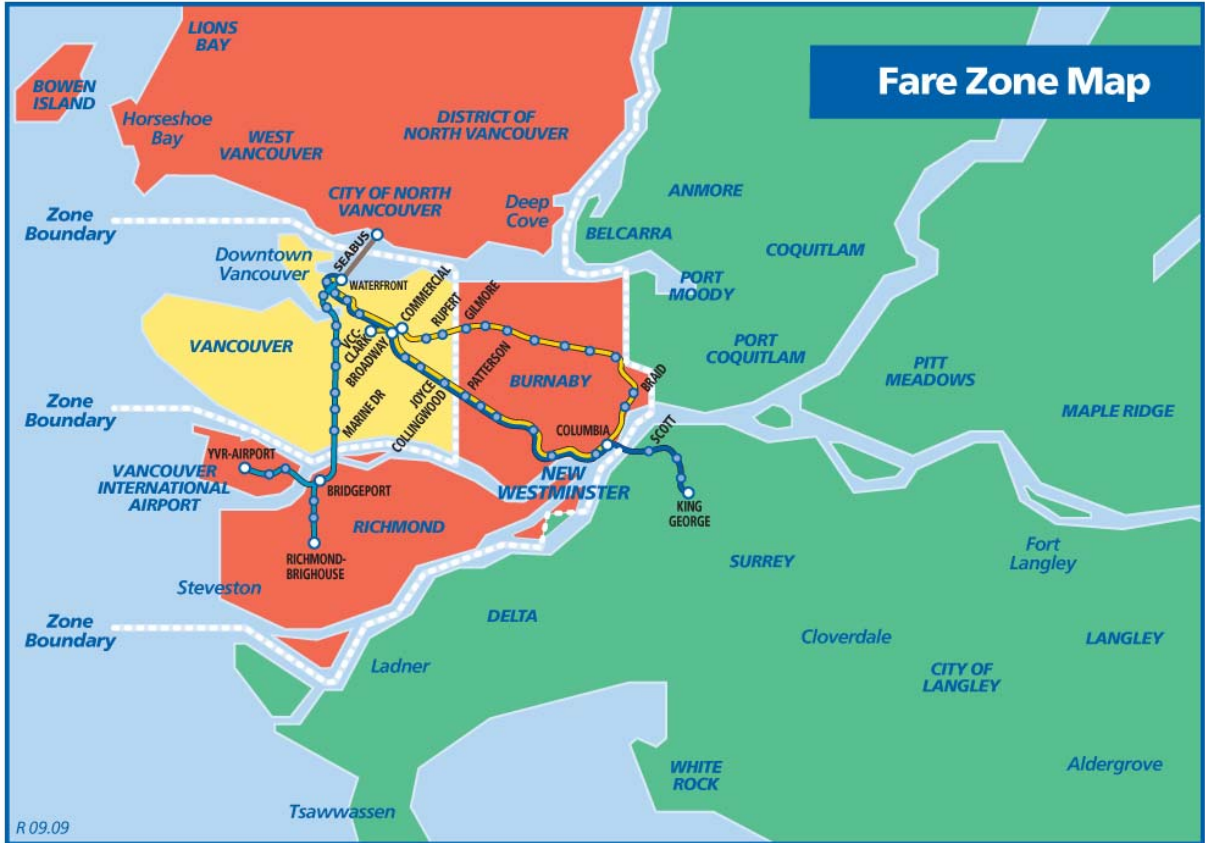 LIONS
BAY
BOWEN
ISLAND
Fare Zone Map
Horseshoe
Bay
WEST
VANCOUVER
DISTRICT OF
NORTH VANCOUVER
CITY OF NORTH
VANCOUVER
Deep
Cove
ANMORE
Zone
Boundary
BELCARRA
COQUITLAM
Downtown
Vancouver
SEABUS
WATERFRONT
PORT
MOODY
COMMERCIAL
RUPERT
GILMORE
VANCOUVER
VCC-
CLARK
BROADWAY
PORT
COQUITLAM
PITT
MEADOWS
PATTERSON
BURNABY
BRAID
JOYCE
COLLINGWOOD
MAPLE RIDGE
Zone
Boundary
MARINE DR
COLUMBIA
SCOTT
YVR-AIRPORT
VANCOUVER
INTERNATIONAL
AIRPORT
BRIDGEPORT
NEW
WESTMINSTER
KING
GEORGE
RICHMOND
RICHMOND-
BRIGHOUSE
Fort
Langley
SURREY
Steveston
Zone
Boundary
DELTA
Cloverdale
LANGLEY
Ladner
CITY OF
LANGLEY
WHITE
ROCK
Aldergrove
Tsawwassen
R 09.09